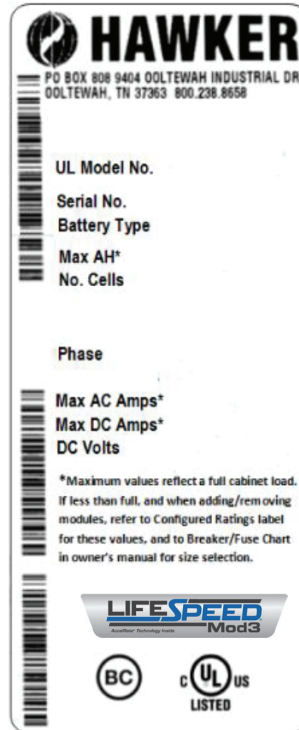 HAWKER
PO BOX 808 9404 OOLTEWAH INDUSTRIAL DR
OOLTEWAH, TN 37363 800.238.8658
UL Model No.
Serial No.
Battery Type
Max AH*
No. Cells
Phase
Max AC Amps*
Max DC Amps*
DC Volts
*Maximum values reflect a full cabinet load.
If less than full, and when adding/removing
modules, refer to Configured Ratings label
for these values, and to Breaker/Fuse Chart
in owner's manual for size selection.
LIFESPEED
Mod3
BC
C UL US
LISTED